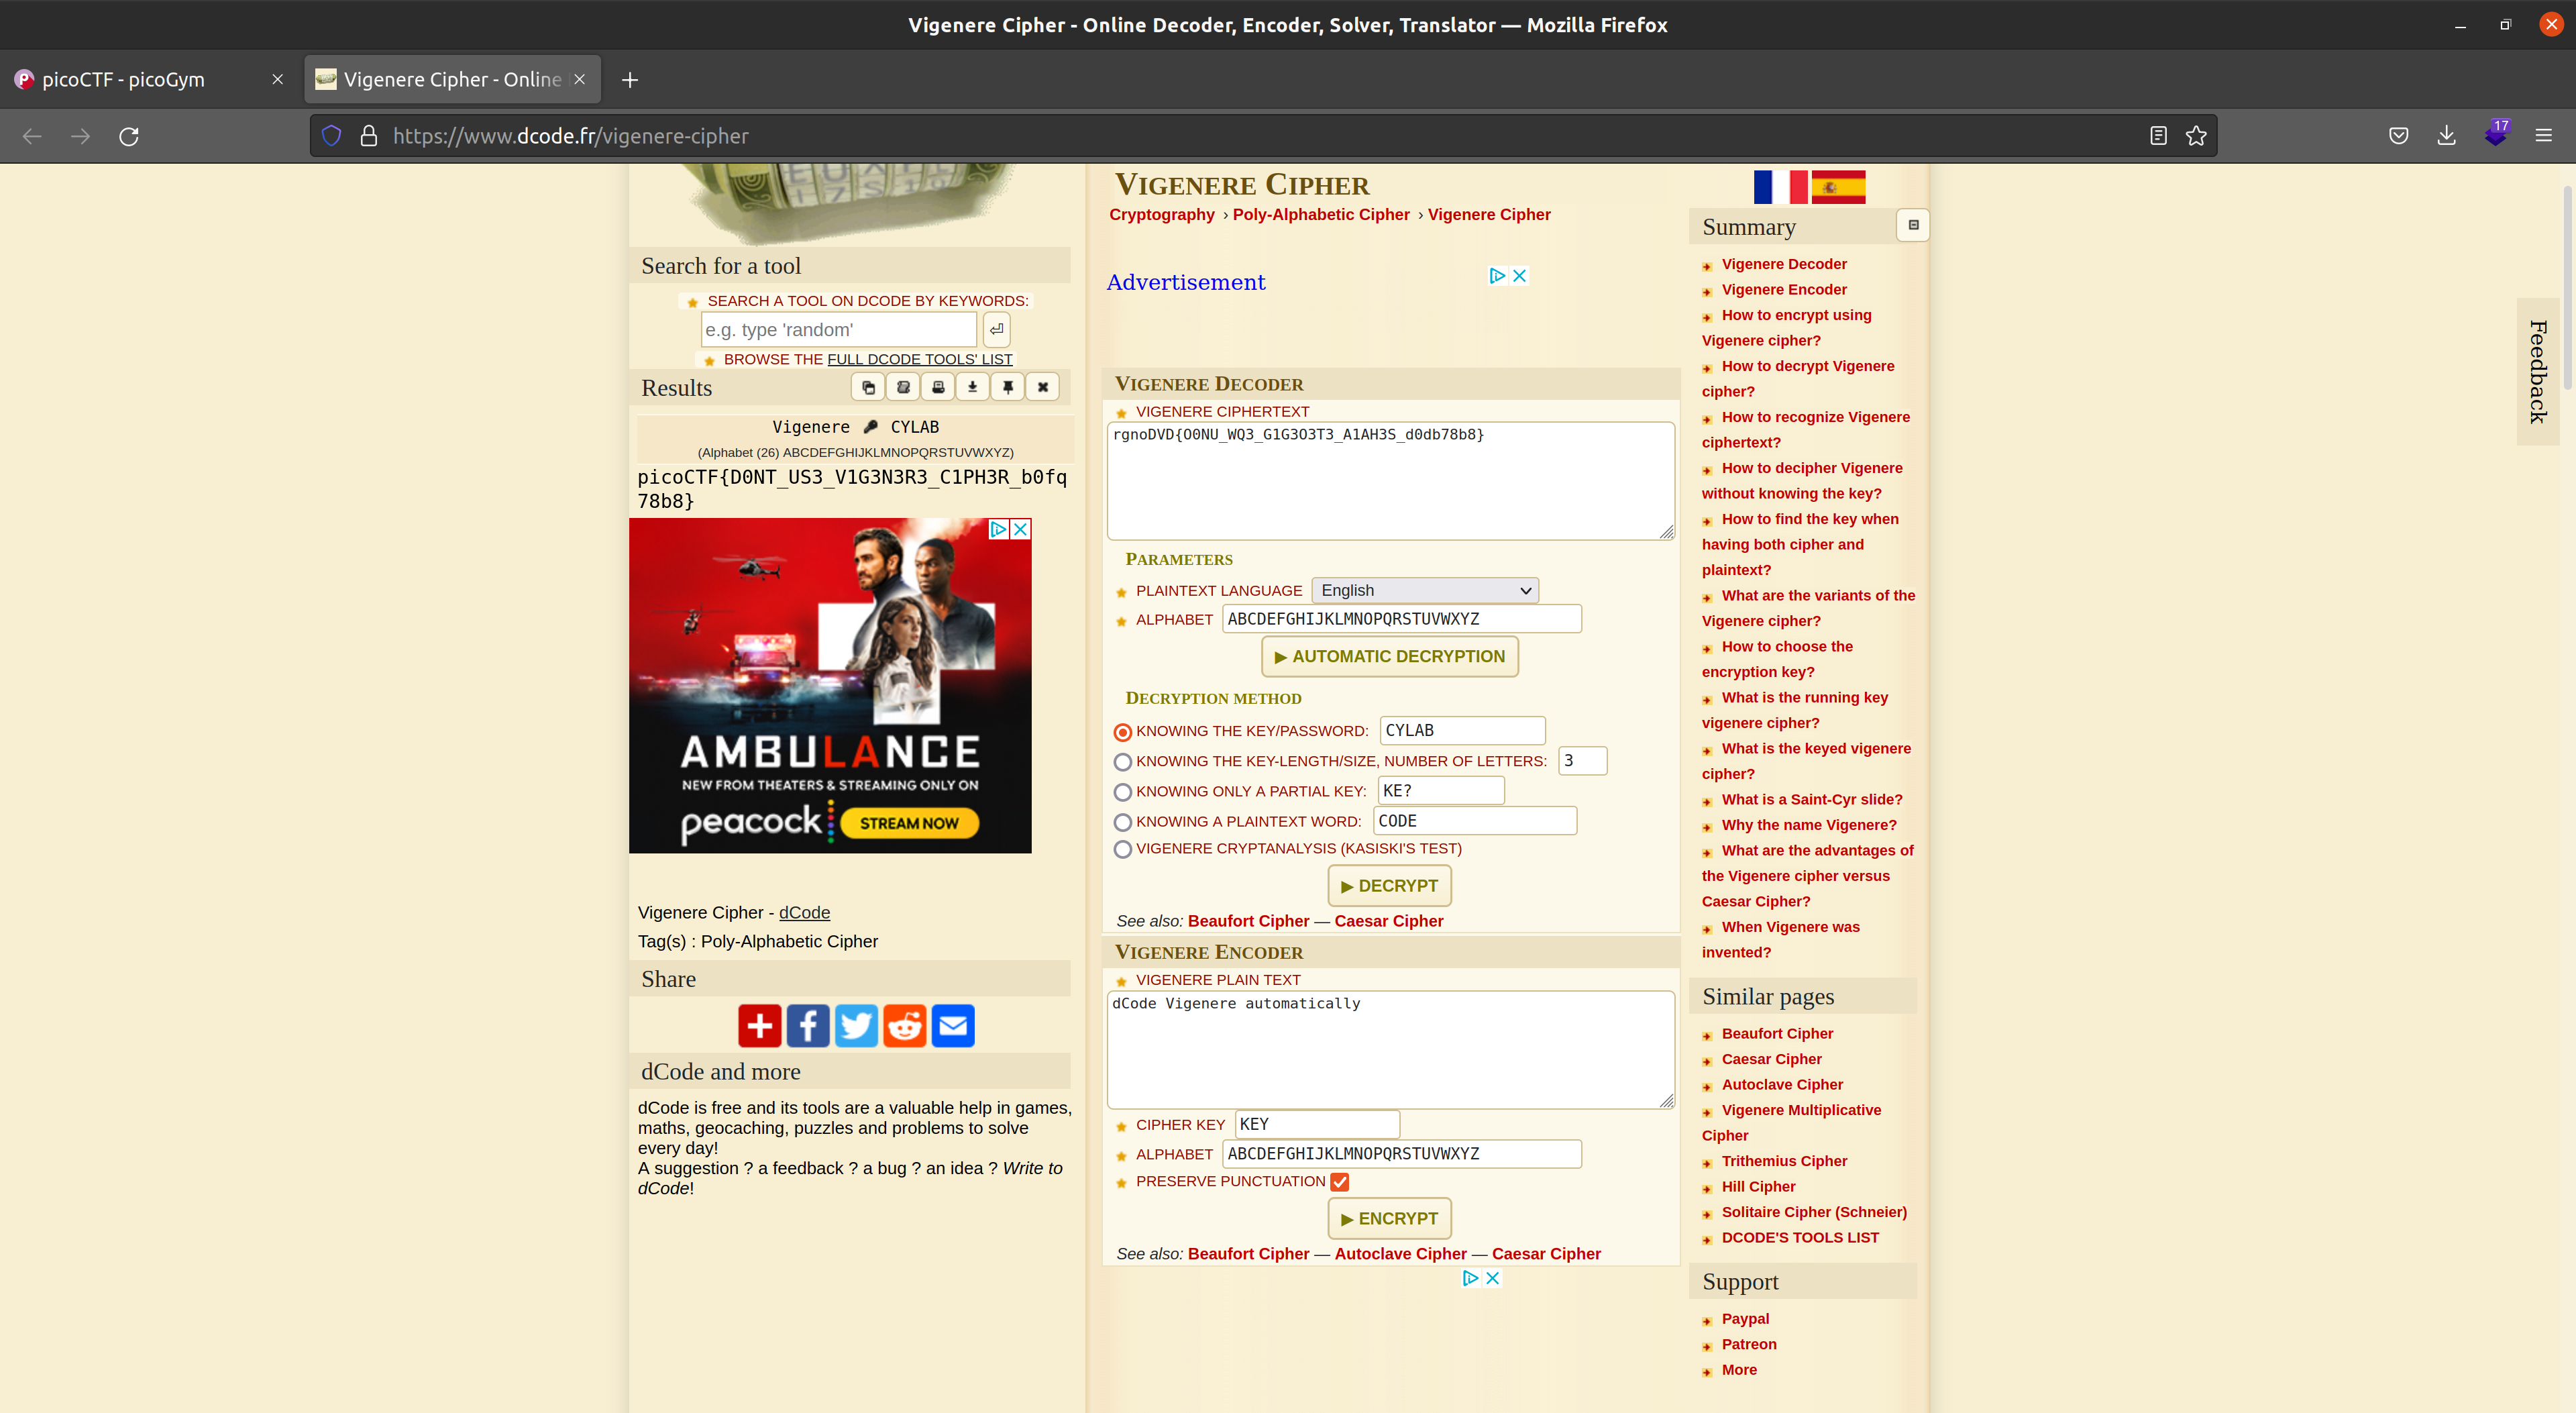 Vigenere Cipher - Online Decoder, Encoder, Solver, Translator — Mozilla Firefox
picoCTF - picoGym
Vigenere Cipher - Online
https://www.dcode.fr/vigenere-cipher
17
Search for a tool
SEARCH A TOOL ON DCODE BY KEYWORDS:
e.g. type 'random'
BROWSE THE FULL DCODE TOOLS' LIST
Results
Vigenere CYLAB
(Alphabet (26) ABCDEFGHIJKLMNOPQRSTUVWXYZ)
picoCTF{D0NT_US3_V1G3N3R3_C1PH3R_b0fq
78b8}
AMBULANCE
NEW FROM THEATERS & STREAMING ONLY ON
peacock
STREAM NOW
Vigenere Cipher - dCode
Tag(s) : Poly-Alphabetic Cipher
Share
dCode and more
dCode is free and its tools are a valuable help in games,
maths, geocaching, puzzles and problems to solve
every day!
A suggestion ? a feedback ? a bug ? an idea ? Write to
dCode!
VIGENERE CIPHER
Cryptography › Poly-Alphabetic Cipher › Vigenere Cipher
Advertisement
VIGENERE DECODER
VIGENERE CIPHERTEXT
rgnoDVD{O0NU_WQ3_G1G3O3T3_A1AH3S_d0db78b8}
PARAMETERS
PLAINTEXT LANGUAGE English
ALPHABET ABCDEFGHIJKLMNOPQRSTUVWXYZ
▶ AUTOMATIC DECRYPTION
DECRYPTION METHOD
KNOWING THE KEY/PASSWORD: CYLAB
KNOWING THE KEY-LENGTH/SIZE, NUMBER OF LETTERS: 3
KNOWING ONLY A PARTIAL KEY: KE?
KNOWING A PLAINTEXT WORD: CODE
VIGENERE CRYPTANALYSIS (KASISKI'S TEST)
▶ DECRYPT
See also: Beaufort Cipher — Caesar Cipher
VIGENERE ENCODER
VIGENERE PLAIN TEXT
dCode Vigenere automatically
CIPHER KEY KEY
ALPHABET ABCDEFGHIJKLMNOPQRSTUVWXYZ
PRESERVE PUNCTUATION
▶ ENCRYPT
See also: Beaufort Cipher — Autoclave Cipher — Caesar Cipher
Summary
Vigenere Decoder
Vigenere Encoder
How to encrypt using
Vigenere cipher?
How to decrypt Vigenere
cipher?
How to recognize Vigenere
ciphertext?
How to decipher Vigenere
without knowing the key?
How to find the key when
having both cipher and
plaintext?
What are the variants of the
Vigenere cipher?
How to choose the
encryption key?
What is the running key
vigenere cipher?
What is the keyed vigenere
cipher?
What is a Saint-Cyr slide?
Why the name Vigenere?
What are the advantages of
the Vigenere cipher versus
Caesar Cipher?
When Vigenere was
invented?
Similar pages
Beaufort Cipher
Caesar Cipher
Autoclave Cipher
Vigenere Multiplicative
Cipher
Trithemius Cipher
Hill Cipher
Solitaire Cipher (Schneier)
DCODE'S TOOLS LIST
Support
Paypal
Patreon
More
Feedback